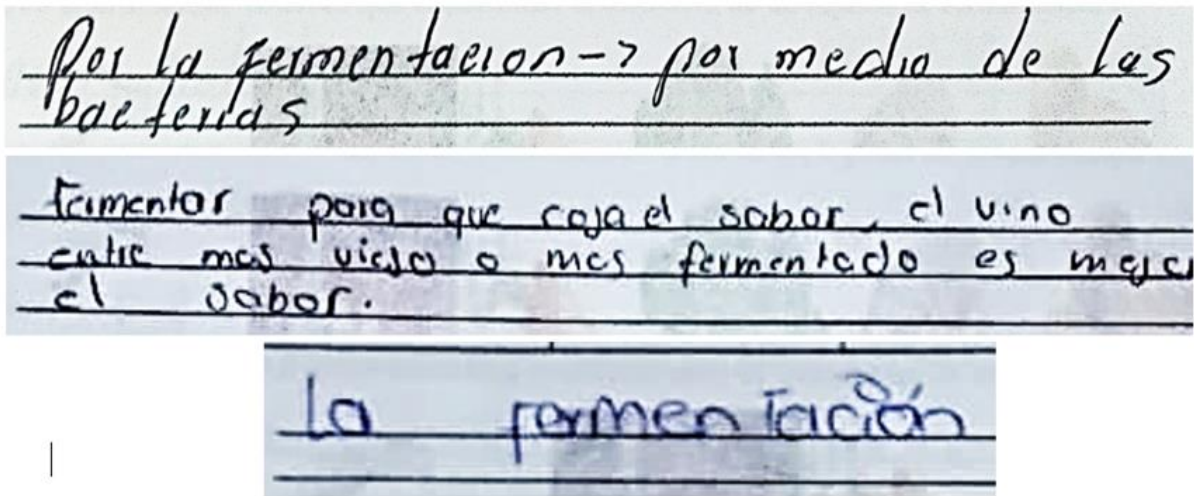 Por la fermentacion -> por medio de las
bacterias
fermentar para que coja el sabor, el vino
entre mas viejo o mas fermentado es mejor
el sabor.
La fermentación